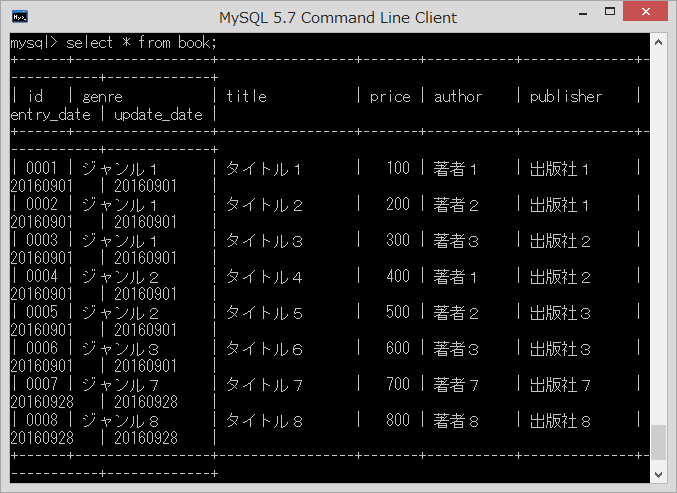 MySQL 5.7 Command Line Client
mysql> select * from book;
+------+----------------+-----------------+-------+-----------+--------------+-
------------+-------------+
| id   | genre          | title           | price | author    | publisher    |
entry_date | update_date |
+------+----------------+-----------------+-------+-----------+--------------+-
------------+-------------+
| 0001 | ジャンル１ | タイトル１ | 100 | 著者１ | 出版社１ |
20160901 | 20160901 |
| 0002 | ジャンル１ | タイトル２ | 200 | 著者２ | 出版社１ |
20160901 | 20160901 |
| 0003 | ジャンル１ | タイトル３ | 300 | 著者３ | 出版社２ |
20160901 | 20160901 |
| 0004 | ジャンル２ | タイトル４ | 400 | 著者１ | 出版社２ |
20160901 | 20160901 |
| 0005 | ジャンル２ | タイトル５ | 500 | 著者２ | 出版社３ |
20160901 | 20160901 |
| 0006 | ジャンル３ | タイトル６ | 600 | 著者３ | 出版社３ |
20160901 | 20160901 |
| 0007 | ジャンル７ | タイトル７ | 700 | 著者７ | 出版社７ |
20160928 | 20160928 |
| 0008 | ジャンル８ | タイトル８ | 800 | 著者８ | 出版社８ |
20160928 | 20160928 |
+------+----------------+-----------------+-------+-----------+--------------+-
------------+-------------+